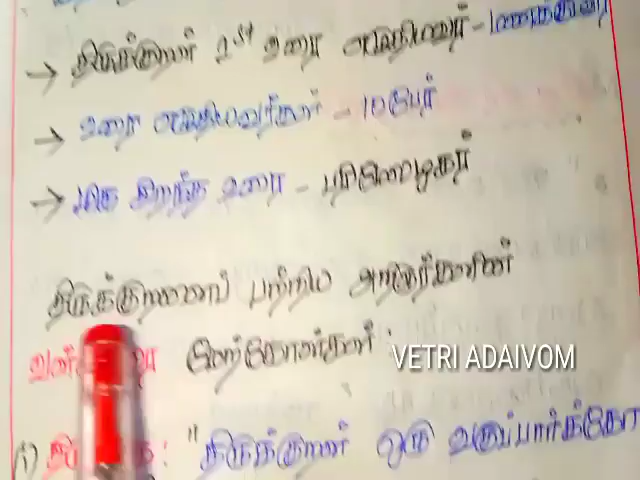 → திருக்குறள் 1st உரை எழுதியவர் - மணக்குடவர்
→ உரை எழுதியவர்கள் - 10 பேர்
→ மிக சிறந்த உரை - பரிமேலழகர்
திருக்குறளைப் பற்றிய அறிஞர்களின்
மேற்கோள்கள் :
VETRI ADAIVOM
"திருக்குறள் ஒரு வகுப்பார்க்கோ